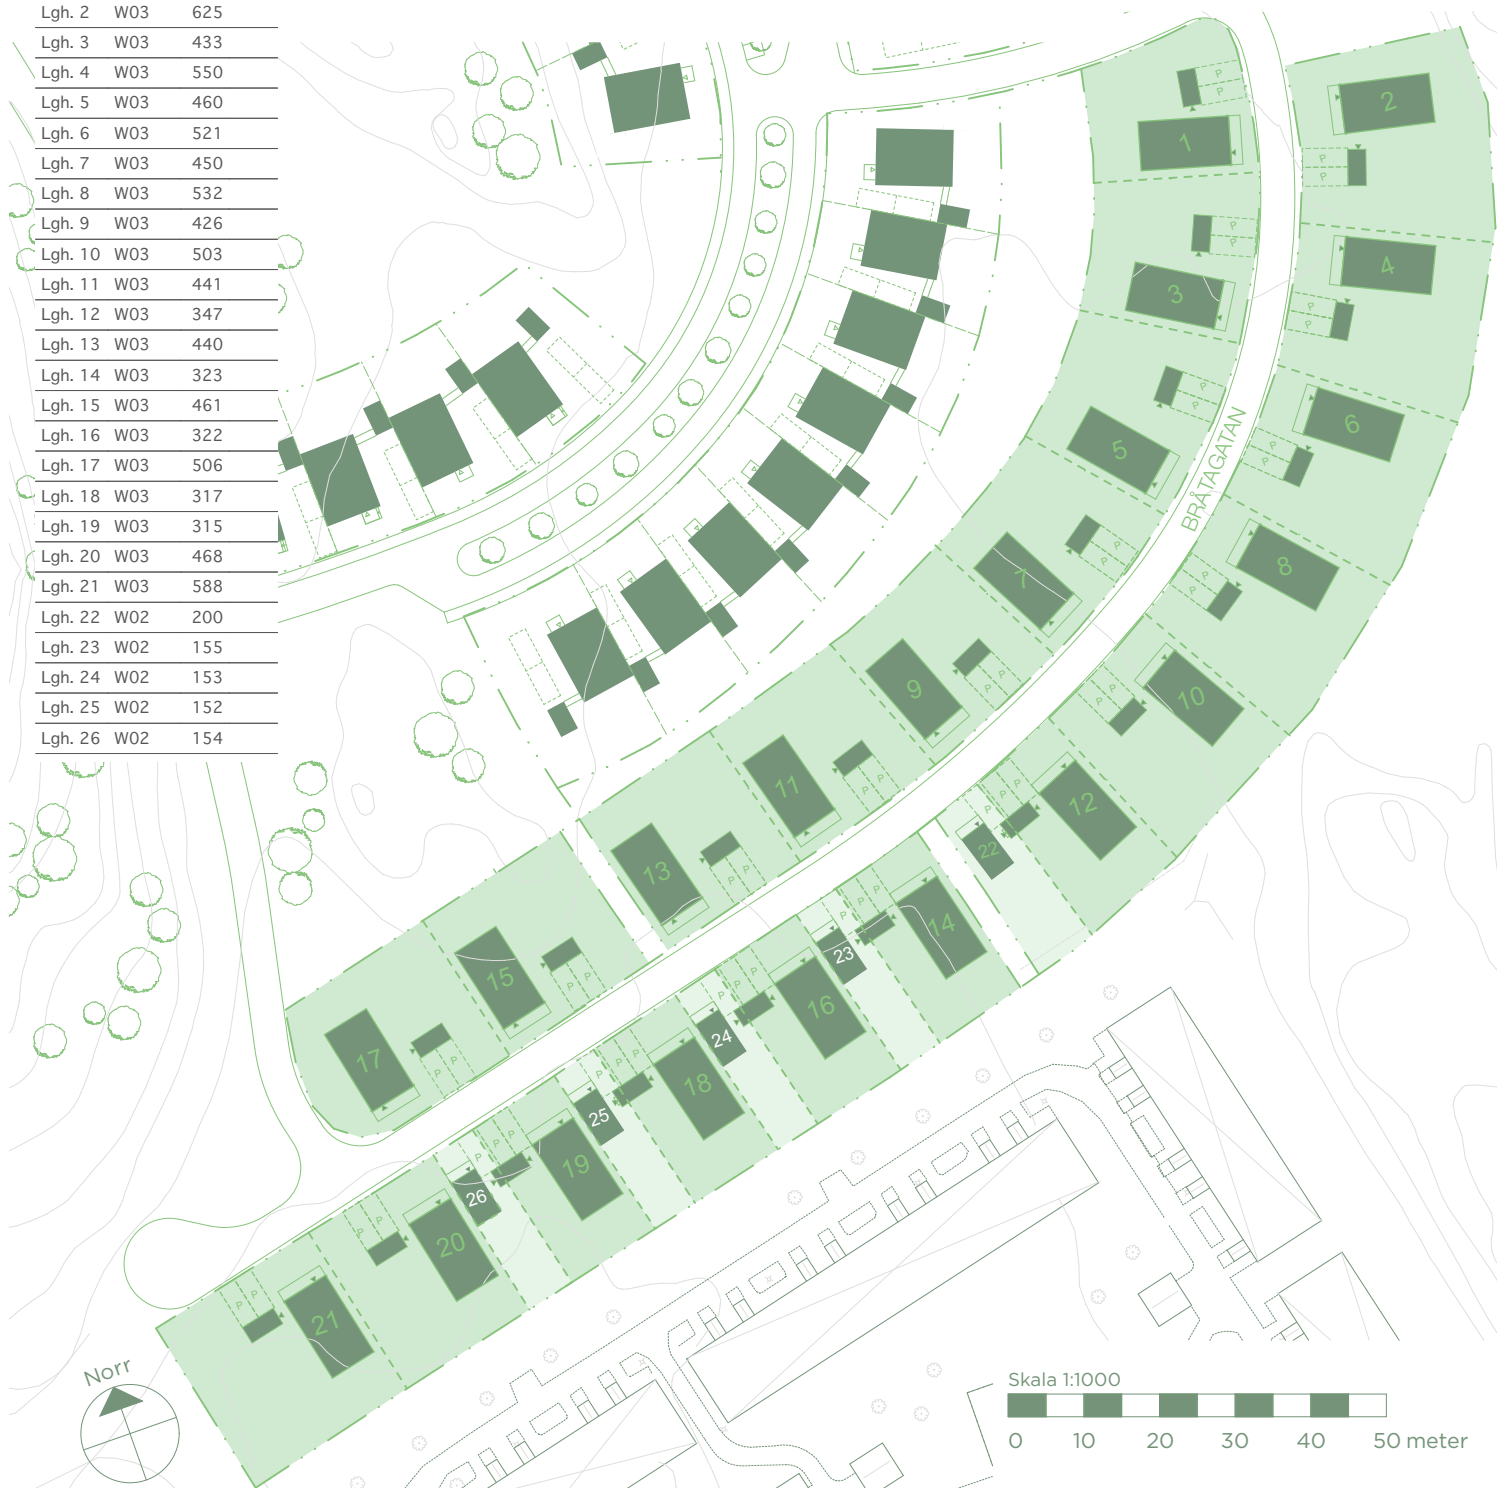 Lgh. 2 W03 625
Lgh. 3 W03 433
Lgh. 4 W03 550
Lgh. 5 W03 460
Lgh. 6 W03 521
Lgh. 7 W03 450
Lgh. 8 W03 532
Lgh. 9 W03 426
Lgh. 10 W03 503
Lgh. 11 W03 441
Lgh. 12 W03 347
Lgh. 13 W03 440
Lgh. 14 W03 323
Lgh. 15 W03 461
Lgh. 16 W03 322
Lgh. 17 W03 506
Lgh. 18 W03 317
Lgh. 19 W03 315
Lgh. 20 W03 468
Lgh. 21 W03 588
Lgh. 22 W02 200
Lgh. 23 W02 155
Lgh. 24 W02 153
Lgh. 25 W02 152
Lgh. 26 W02 154
P
P
2
1
P
P
P
P
4
3
P
P
P
P
6
5
BRÅTAGATAN
P
P
P
P
8
7
P
P
P
P
10
9
P
P
P
P
P
12
11
22
P
P
P
P
P
14
13
23
P
P
P
P
P
16
15
24
P
P
P
P
P
18
17
25
P
P
P
19
26
P
P
20
P
P
21
Norr
Skala 1:1000
0 10 20 30 40 50 meter